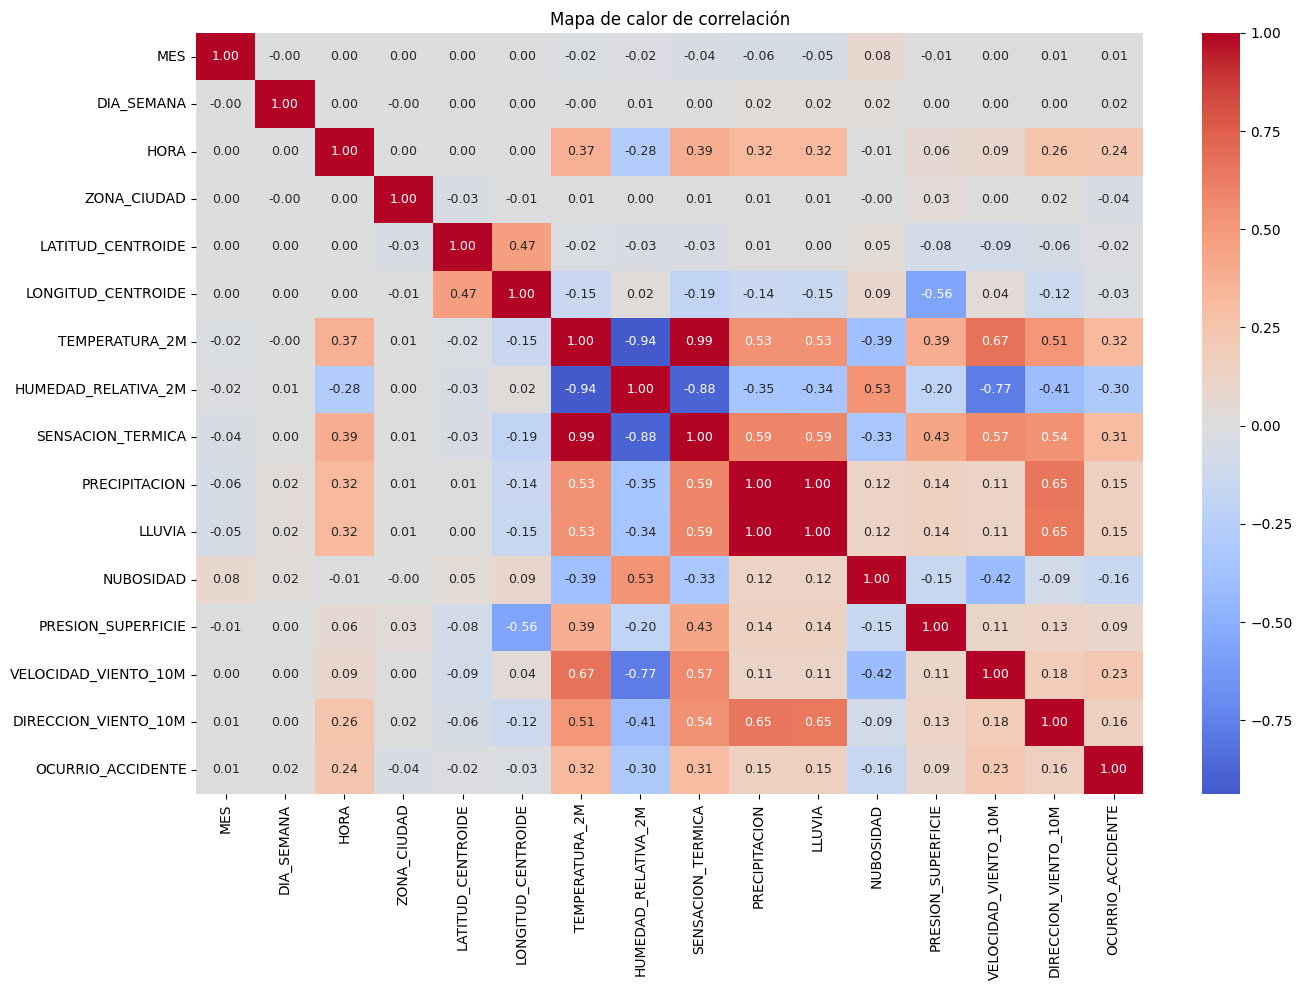 Mapa de calor de correlación
MES 1.00 -0.00 0.00 0.00 0.00 0.00 -0.02 -0.02 -0.04 -0.06 -0.05 0.08 -0.01 0.00 0.01 0.01
DIA_SEMANA -0.00 1.00 0.00 -0.00 0.00 0.00 -0.00 0.01 0.00 0.02 0.02 0.02 0.00 0.00 0.00 0.02
HORA 0.00 0.00 1.00 0.00 0.00 0.00 0.37 -0.28 0.39 0.32 0.32 -0.01 0.06 0.09 0.26 0.24
ZONA_CIUDAD 0.00 -0.00 0.00 1.00 -0.03 -0.01 0.01 0.00 0.01 0.01 0.01 -0.00 0.03 0.00 0.02 -0.04
LATITUD_CENTROIDE 0.00 0.00 0.00 -0.03 1.00 0.47 -0.02 -0.03 -0.03 0.01 0.00 0.05 -0.08 -0.09 -0.06 -0.02
LONGITUD_CENTROIDE 0.00 0.00 0.00 -0.01 0.47 1.00 -0.15 0.02 -0.19 -0.14 -0.15 0.09 -0.56 0.04 -0.12 -0.03
TEMPERATURA_2M -0.02 -0.00 0.37 0.01 -0.02 -0.15 1.00 -0.94 0.99 0.53 0.53 -0.39 0.39 0.67 0.51 0.32
HUMEDAD_RELATIVA_2M -0.02 0.01 -0.28 0.00 -0.03 0.02 -0.94 1.00 -0.88 -0.35 -0.34 0.53 -0.20 -0.77 -0.41 -0.30
SENSACION_TERMICA -0.04 0.00 0.39 0.01 -0.03 -0.19 0.99 -0.88 1.00 0.59 0.59 -0.33 0.43 0.57 0.54 0.31
PRECIPITACION -0.06 0.02 0.32 0.01 0.01 -0.14 0.53 -0.35 0.59 1.00 1.00 0.12 0.14 0.11 0.65 0.15
LLUVIA -0.05 0.02 0.32 0.01 0.00 -0.15 0.53 -0.34 0.59 1.00 1.00 0.12 0.14 0.11 0.65 0.15
NUBOSIDAD 0.08 0.02 -0.01 -0.00 0.05 0.09 -0.39 0.53 -0.33 0.12 0.12 1.00 -0.15 -0.42 -0.09 -0.16
PRESION_SUPERFICIE -0.01 0.00 0.06 0.03 -0.08 -0.56 0.39 -0.20 0.43 0.14 0.14 -0.15 1.00 0.11 0.13 0.09
VELOCIDAD_VIENTO_10M 0.00 0.00 0.09 0.00 -0.09 0.04 0.67 -0.77 0.57 0.11 0.11 -0.42 0.11 1.00 0.18 0.23
DIRECCION_VIENTO_10M 0.01 0.00 0.26 0.02 -0.06 -0.12 0.51 -0.41 0.54 0.65 0.65 -0.09 0.13 0.18 1.00 0.16
OCURRIO_ACCIDENTE 0.01 0.02 0.24 -0.04 -0.02 -0.03 0.32 -0.30 0.31 0.15 0.15 -0.16 0.09 0.23 0.16 1.00
MES
DIA_SEMANA
HORA
ZONA_CIUDAD
LATITUD_CENTROIDE
LONGITUD_CENTROIDE
TEMPERATURA_2M
HUMEDAD_RELATIVA_2M
SENSACION_TERMICA
PRECIPITACION
LLUVIA
NUBOSIDAD
PRESION_SUPERFICIE
VELOCIDAD_VIENTO_10M
DIRECCION_VIENTO_10M
OCURRIO_ACCIDENTE
1.00
0.75
0.50
0.25
0.00
-0.25
-0.50
-0.75